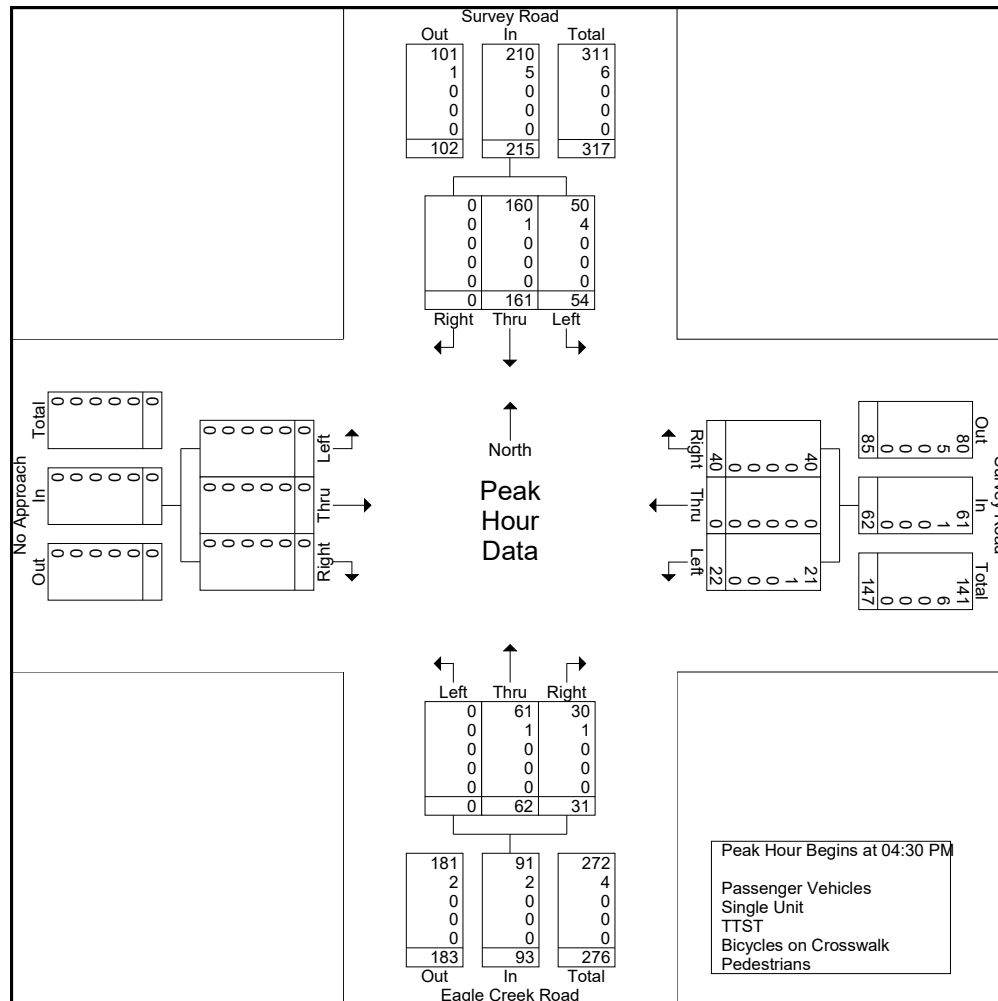 Survey Road
Out In Total
101 210 311
1 5 6
0 0 0
0 0 0
0 0 0
102 215 317
0 160 50
0 1 4
0 0 0
0 0 0
0 0 0
0 161 54
Right Thru Left
No Approach
Total
0 0 0 0 0 0
In
0 0 0 0 0 0
Out
0 0 0 0 0 0
Left
0 0 0 0 0 0
Thru
0 0 0 0 0 0
Right
0 0 0 0 0 0
North
Peak
Hour
Data
Right
40 0 0 0 0 40
Thru
0 0 0 0 0 0
Left
21 1 0 0 0 22
Survey Road
Out
80 5 0 0 0 85
In
61 1 0 0 0 62
Total
141 6 0 0 0 147
Left Thru Right
0 61 30
0 1 1
0 0 0
0 0 0
0 0 0
0 62 31
181 91 272
2 2 4
0 0 0
0 0 0
0 0 0
183 93 276
Out In Total
Eagle Creek Road
Peak Hour Begins at 04:30 PM
Passenger Vehicles
Single Unit
TTST
Bicycles on Crosswalk
Pedestrians